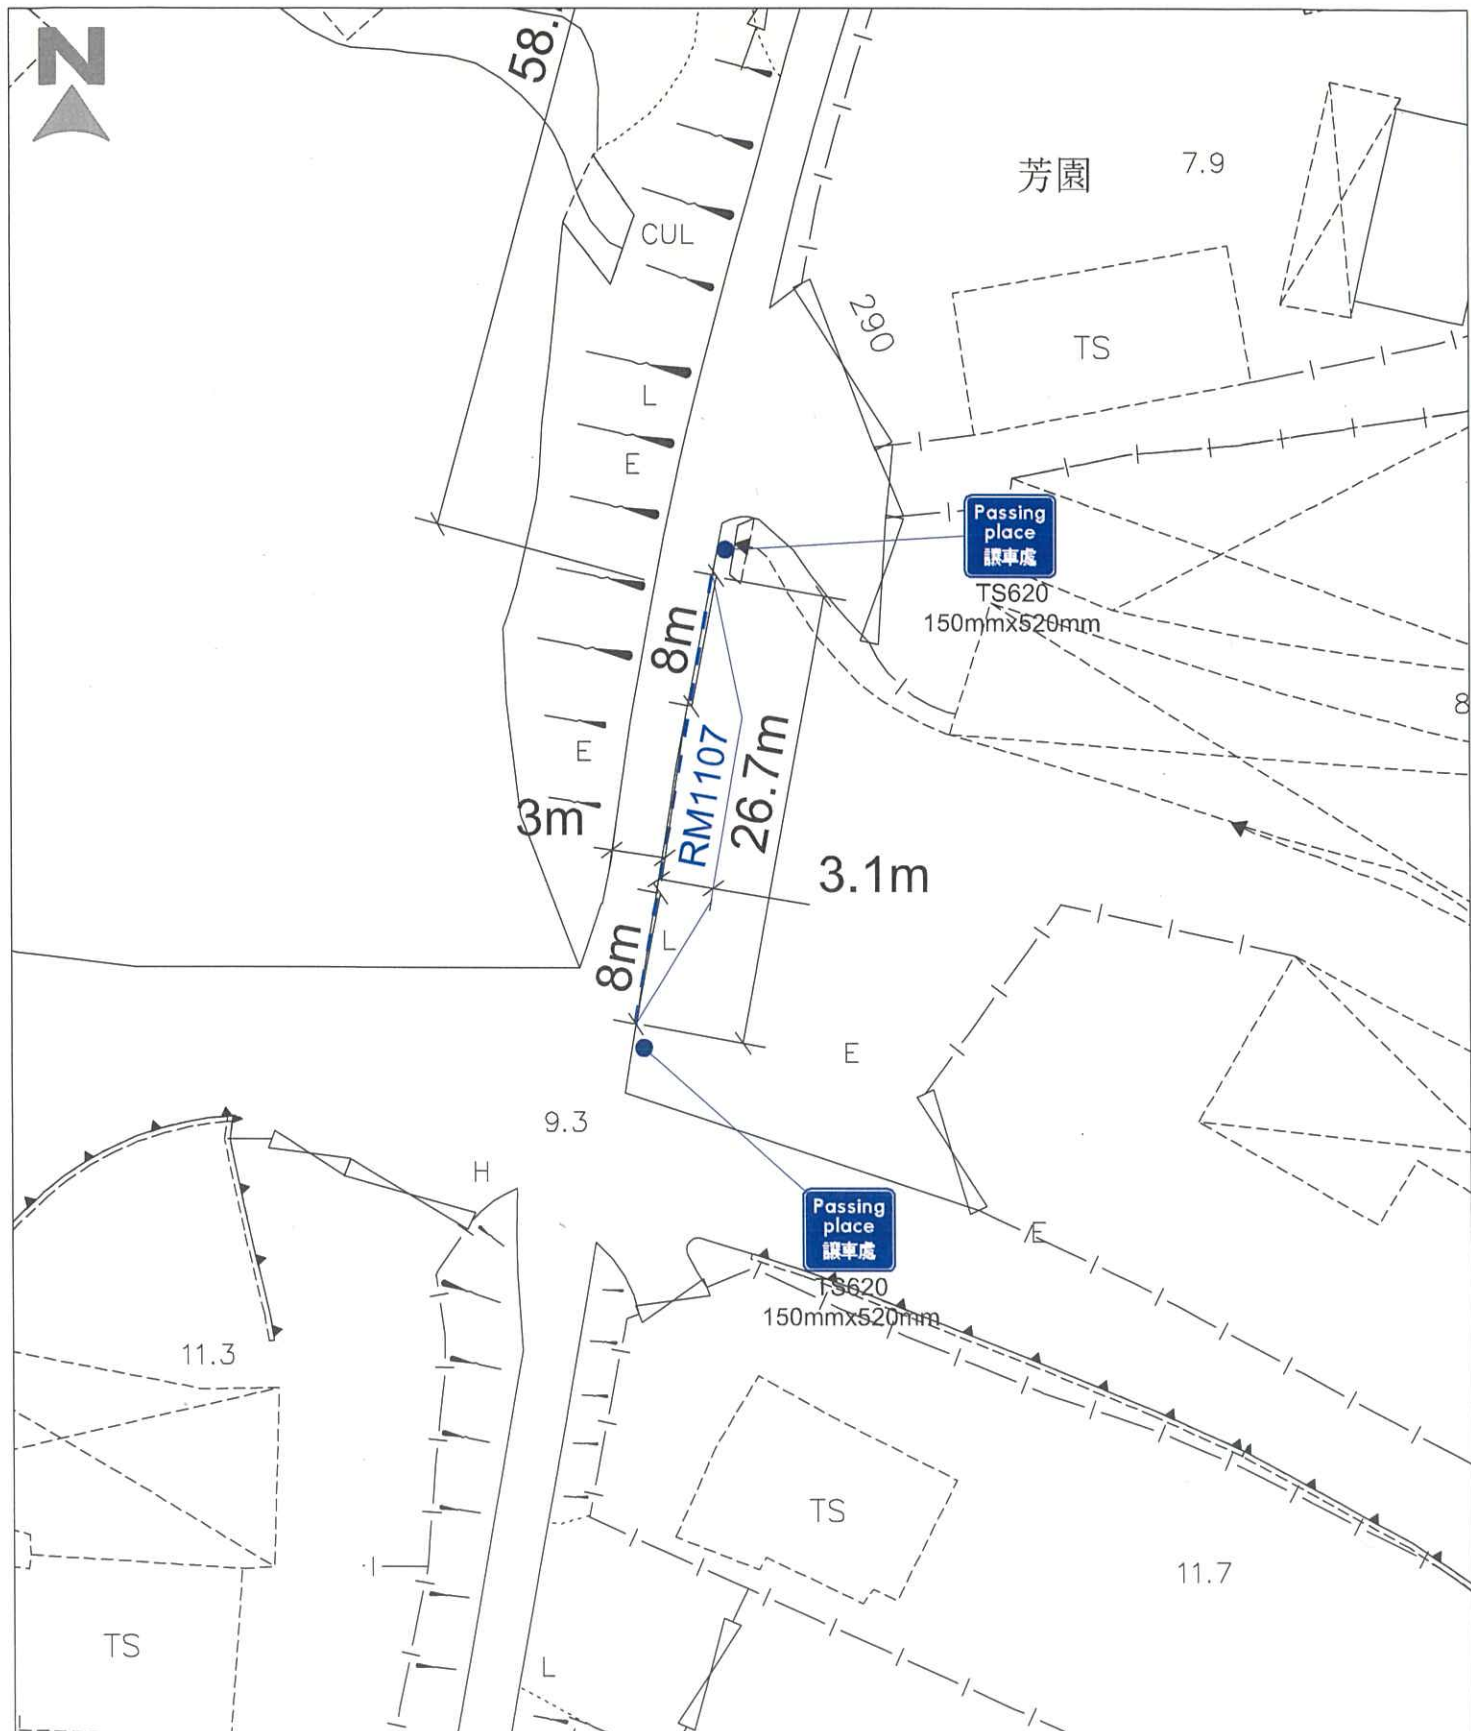 N
58.
芳園
7.9
CUL
290
TS
L
E
Passing
place
讓車處
TS620
150mmx520mm
8m
8
RM1107
26.7m
E
3m
3.1m
8m
L
E
9.3
H
Passing
place
讓車處
TS620
150mmx520mm
E
11.3
TS
11.7
TS
L